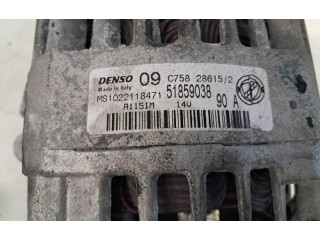 DENSO 09 C758 28615/2
Made in Italy
MS1022118471 51859038
A115IM 14V 90 A